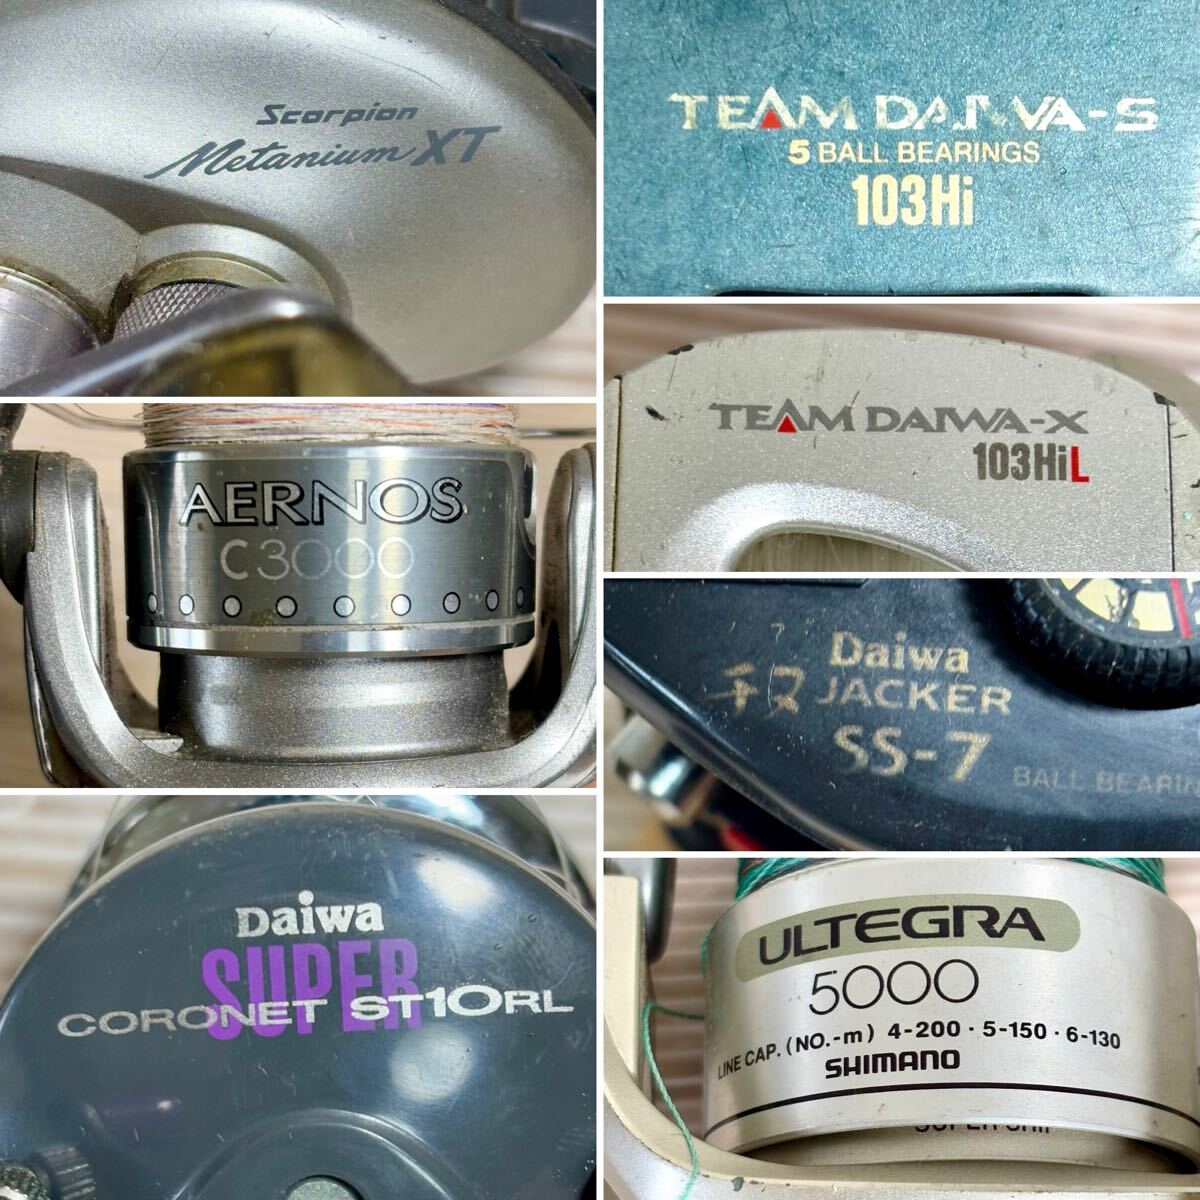 Scorpion
Metanium XT
TEAM DAIWA-S
5 BALL BEARINGS
103Hi
TEAM DAIWA-X
103HiL
AERNOS
C3000
Daiwa
JACKER
SS-7
BALL BEARIN
Daiwa
SUPER
CORONET ST10RL
ULTEGRA
5000
LINE CAP. (NO.-m) 4-200・5-150・6-130
SHIMANO